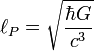 ℓ_P = √(ħG / c³)